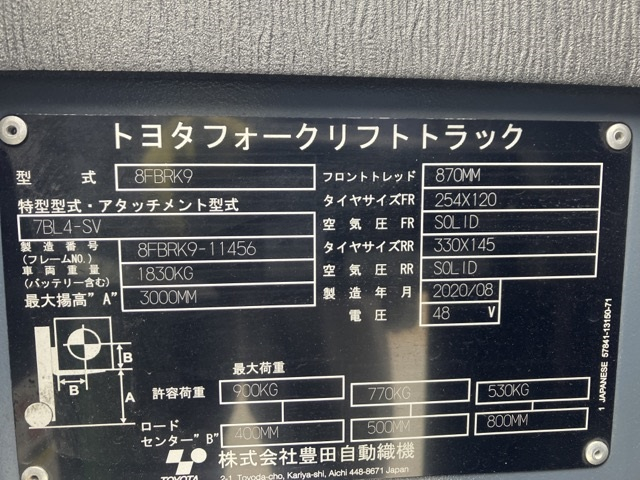 トヨタフォークリフトトラック
型式 8FBRK9
特型型式・アタッチメント型式
7BL4-SV
製造番号 8FBRK9-11456
(フレームNO.)
車両重量 1830KG
(バッテリー含む)
最大揚高"A" 3000MM
フロントトレッド 870MM
タイヤサイズFR 254X120
空気圧FR SOLID
タイヤサイズRR 330X145
空気圧RR SOLID
製造年月 2020/08
電圧 48 V
B
B
A
最大荷重
許容荷重 900KG 770KG 530KG
ロード
センター"B" 400MM 500MM 800MM
TOYOTA
株式会社豊田自動織機
2-1, Toyoda-cho, Kariya-shi, Aichi 448-8671 Japan
1 JAPANESE 57841-13150-71